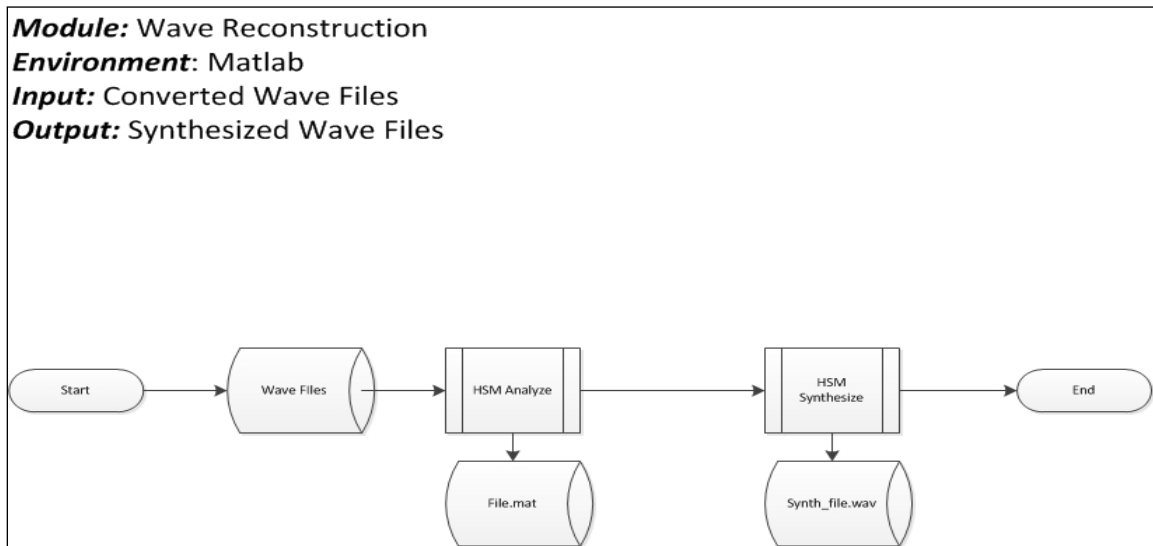 Module: Wave Reconstruction
Environment: Matlab
Input: Converted Wave Files
Output: Synthesized Wave Files
Start
Wave FIles
HSM Analyze
HSM
Synthesize
End
File.mat
Synth_file.wav